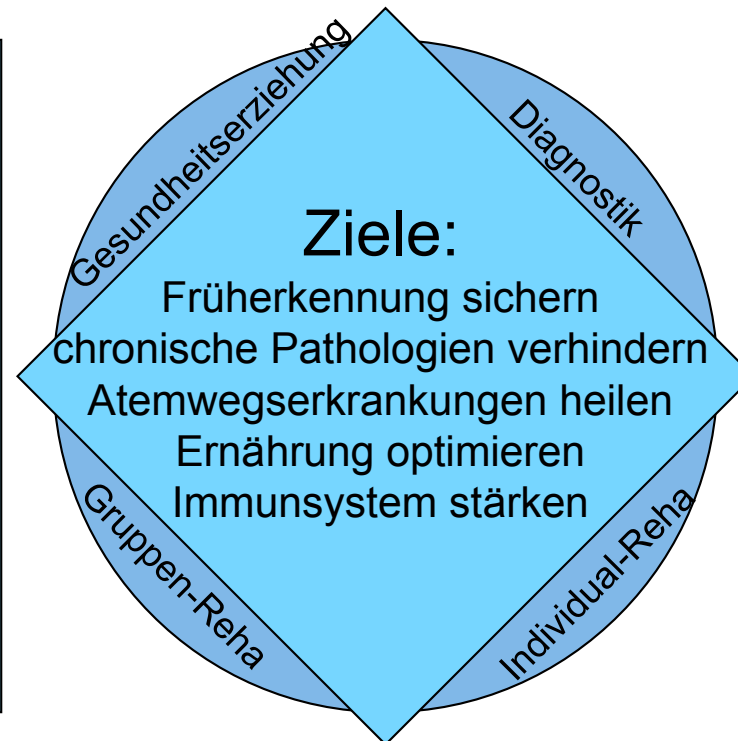 Gesundheitserziehung
Diagnostik
Ziele:
Früherkennung sichern
chronische Pathologien verhindern
Atemwegserkrankungen heilen
Ernährung optimieren
Immunsystem stärken
Gruppen-Reha
Individual-Reha